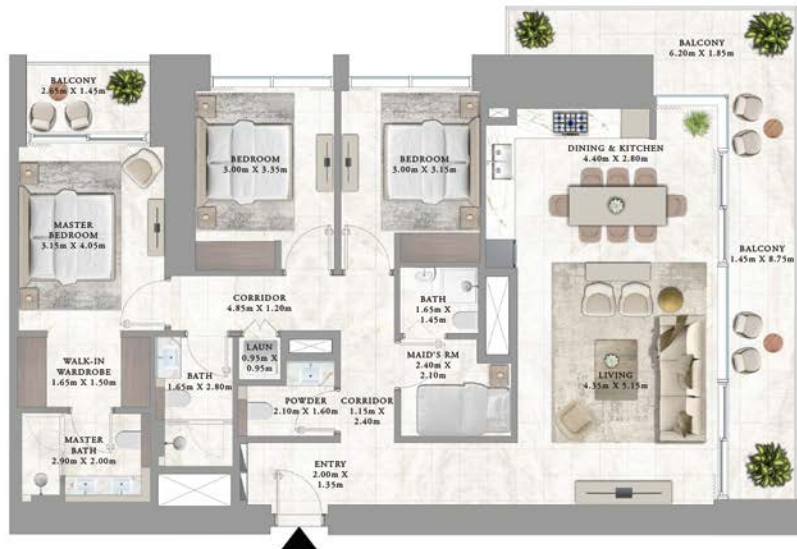 BALCONY
6.20m X 1.85m
BALCONY
2.65m X 1.45m
BEDROOM
3.00m X 3.35m
BEDROOM
3.00m X 3.15m
DINING & KITCHEN
4.40m X 2.80m
MASTER
BEDROOM
3.15m X 4.05m
BALCONY
1.45m X 8.75m
CORRIDOR
4.85m X 1.20m
BATH
1.65m X
1.45m
LAUN
0.95m X
0.95m
WALK-IN
WARDROBE
1.65m X 1.50m
BATH
1.65m X 2.80m
MAID'S RM
2.40m X
2.10m
LIVING
4.35m X 5.15m
POWDER
2.10m X 1.60m
CORRIDOR
1.15m X
2.40m
MASTER
BATH
2.90m X 2.00m
ENTRY
2.00m X
1.35m